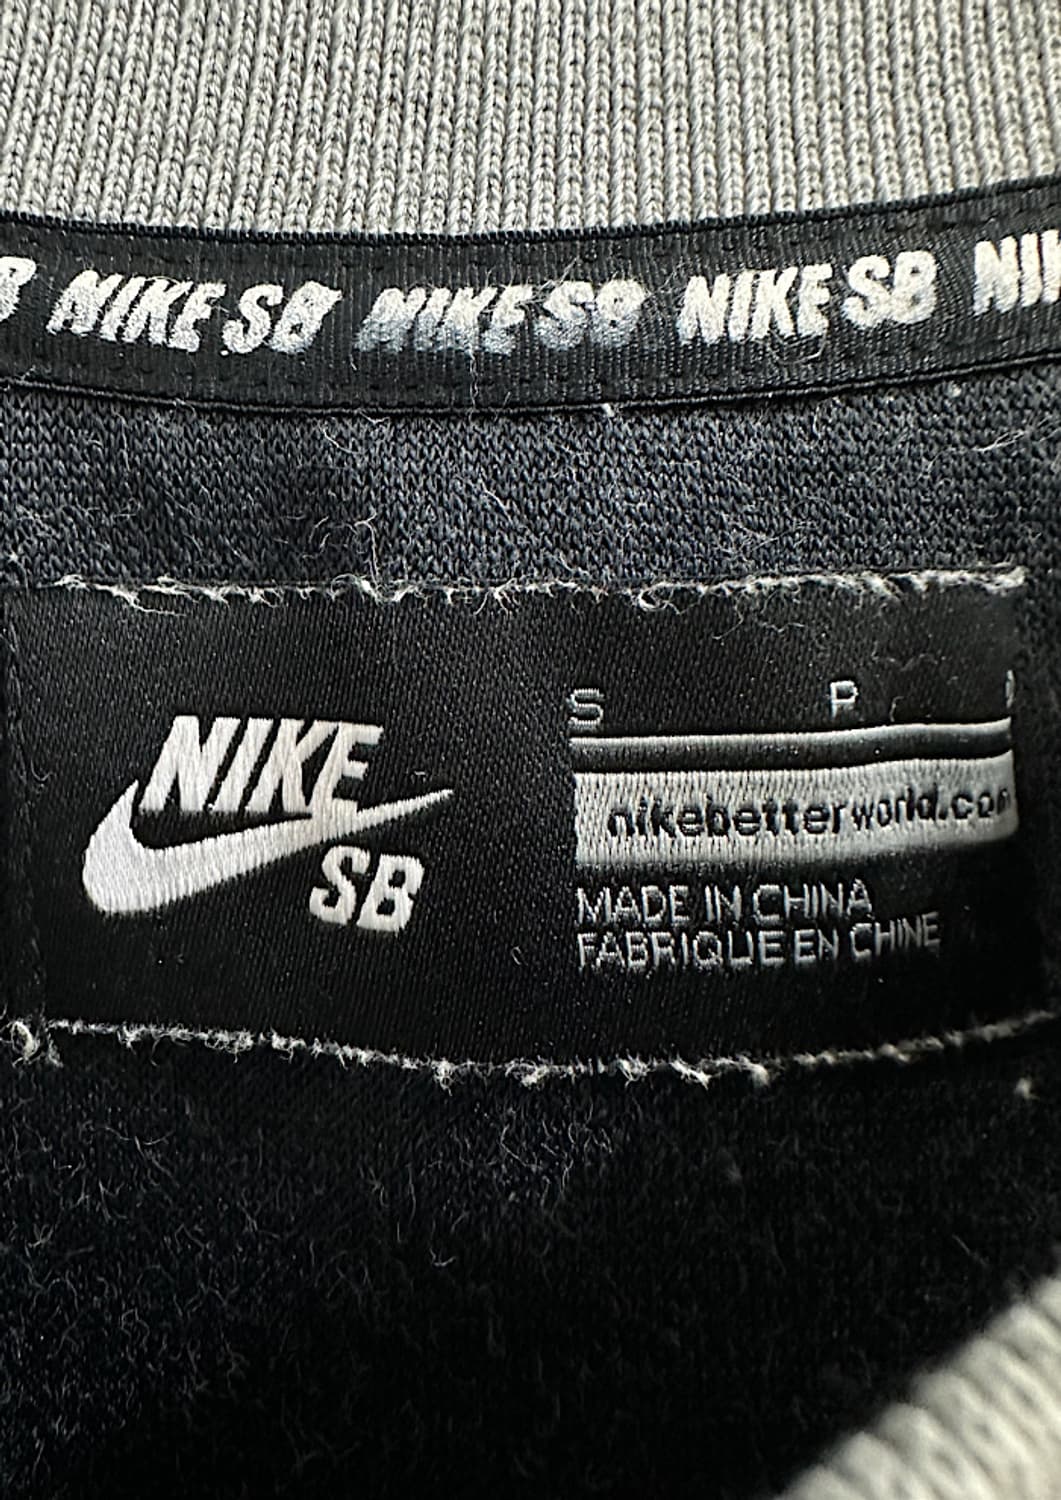 NIKE SB NIKE SB NIKE SB
S P
NIKE
SB
nikebetterworld.com
MADE IN CHINA
FABRIQUE EN CHINE